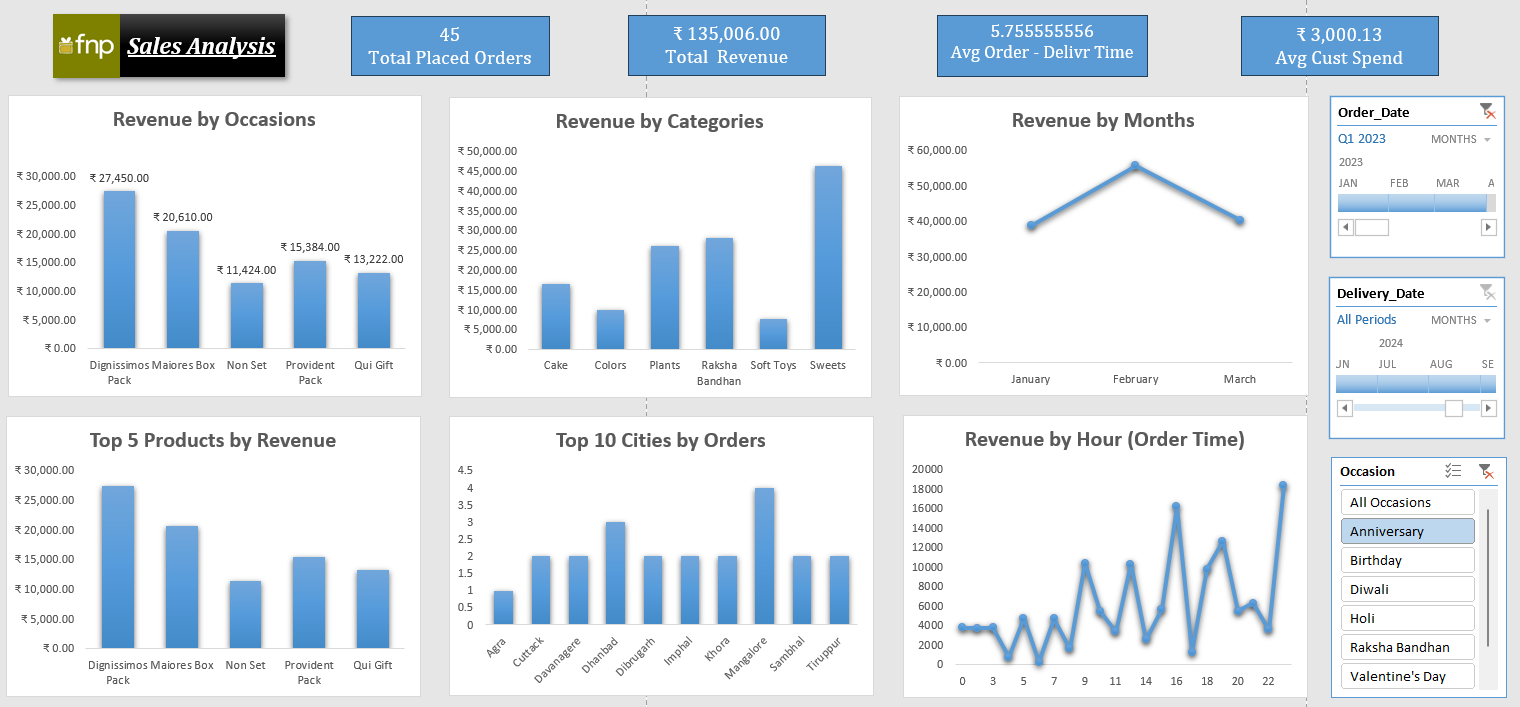 fnp Sales Analysis
45
Total Placed Orders
₹ 135,006.00
Total Revenue
5.755555556
Avg Order - Delivr Time
₹ 3,000.13
Avg Cust Spend
Revenue by Occasions
₹ 30,000.00
₹ 25,000.00
₹ 20,000.00
₹ 15,000.00
₹ 10,000.00
₹ 5,000.00
₹ 0.00
₹ 27,450.00
₹ 20,610.00
₹ 11,424.00
₹ 15,384.00
₹ 13,222.00
Dignissimos Maiores Box Non Set Provident Qui Gift
Pack Pack
Revenue by Categories
₹ 50,000.00
₹ 45,000.00
₹ 40,000.00
₹ 35,000.00
₹ 30,000.00
₹ 25,000.00
₹ 20,000.00
₹ 15,000.00
₹ 10,000.00
₹ 5,000.00
₹ 0.00
Cake Colors Plants Raksha Soft Toys Sweets
Bandhan
Revenue by Months
₹ 60,000.00
₹ 50,000.00
₹ 40,000.00
₹ 30,000.00
₹ 20,000.00
₹ 10,000.00
₹ 0.00
January February March
Order_Date
Q1 2023 MONTHS
2023
JAN FEB MAR A
Delivery_Date
All Periods MONTHS
2024
JN JUL AUG SE
Top 5 Products by Revenue
₹ 30,000.00
₹ 25,000.00
₹ 20,000.00
₹ 15,000.00
₹ 10,000.00
₹ 5,000.00
₹ 0.00
Dignissimos Maiores Box Non Set Provident Qui Gift
Pack Pack
Top 10 Cities by Orders
4.5
4
3.5
3
2.5
2
1.5
1
0.5
0
Agra Cuttack Davanagere Dhanbad Dibrugarh Imphal Khora Mangalore Sambhal Tiruppur
Revenue by Hour (Order Time)
20000
18000
16000
14000
12000
10000
8000
6000
4000
2000
0
0 3 5 7 9 11 14 16 18 20 22
Occasion
All Occasions
Anniversary
Birthday
Diwali
Holi
Raksha Bandhan
Valentine's Day